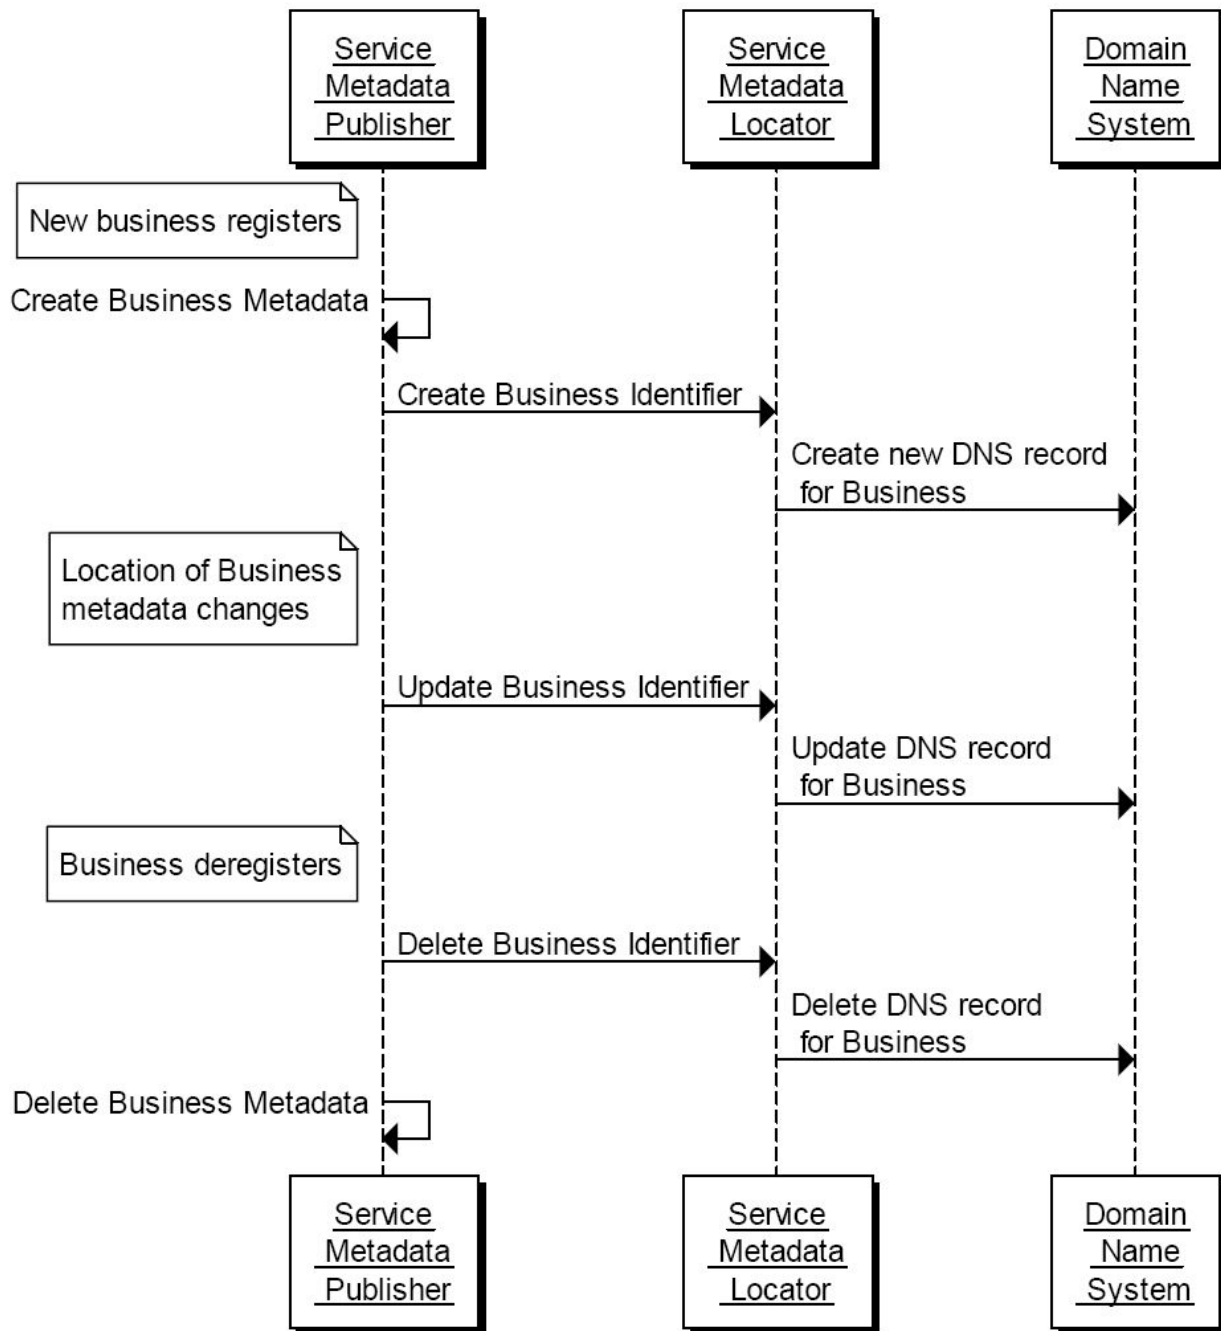 Service
Metadata
Publisher
Service
Metadata
Locator
Domain
Name
System
New business registers
Create Business Metadata
Create Business Identifier
Create new DNS record
for Business
Location of Business
metadata changes
Update Business Identifier
Update DNS record
for Business
Business deregisters
Delete Business Identifier
Delete DNS record
for Business
Delete Business Metadata
Service
Metadata
Publisher
Service
Metadata
Locator
Domain
Name
System